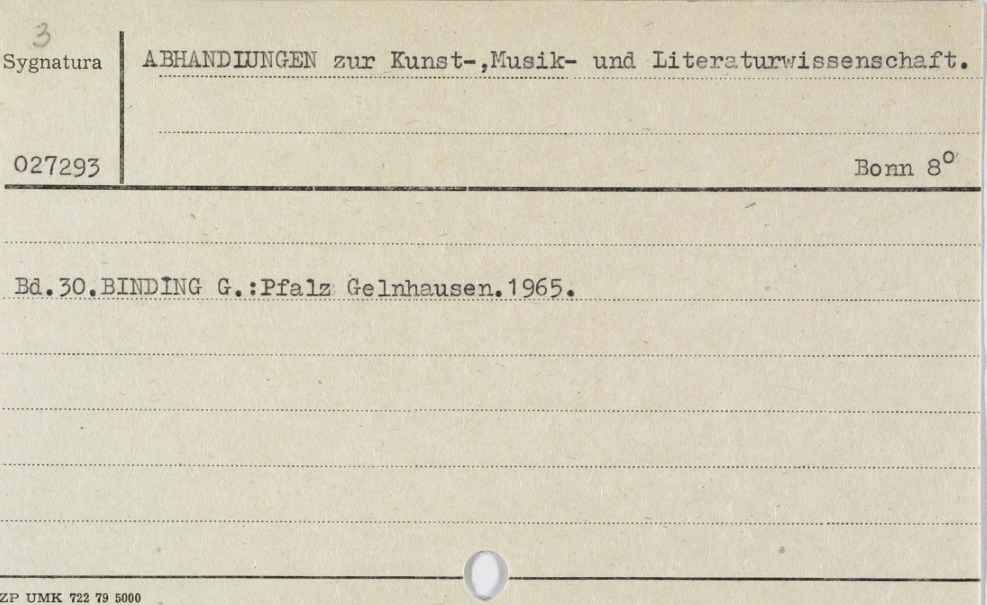 3
Sygnatura
ABHANDLUNGEN zur Kunst-,Musik- und Literaturwissenschaft.
027293
Bonn 8°
Bd.30.BINDING G.:Pfalz Gelnhausen.1965.
ZP UMK 722 79 5000